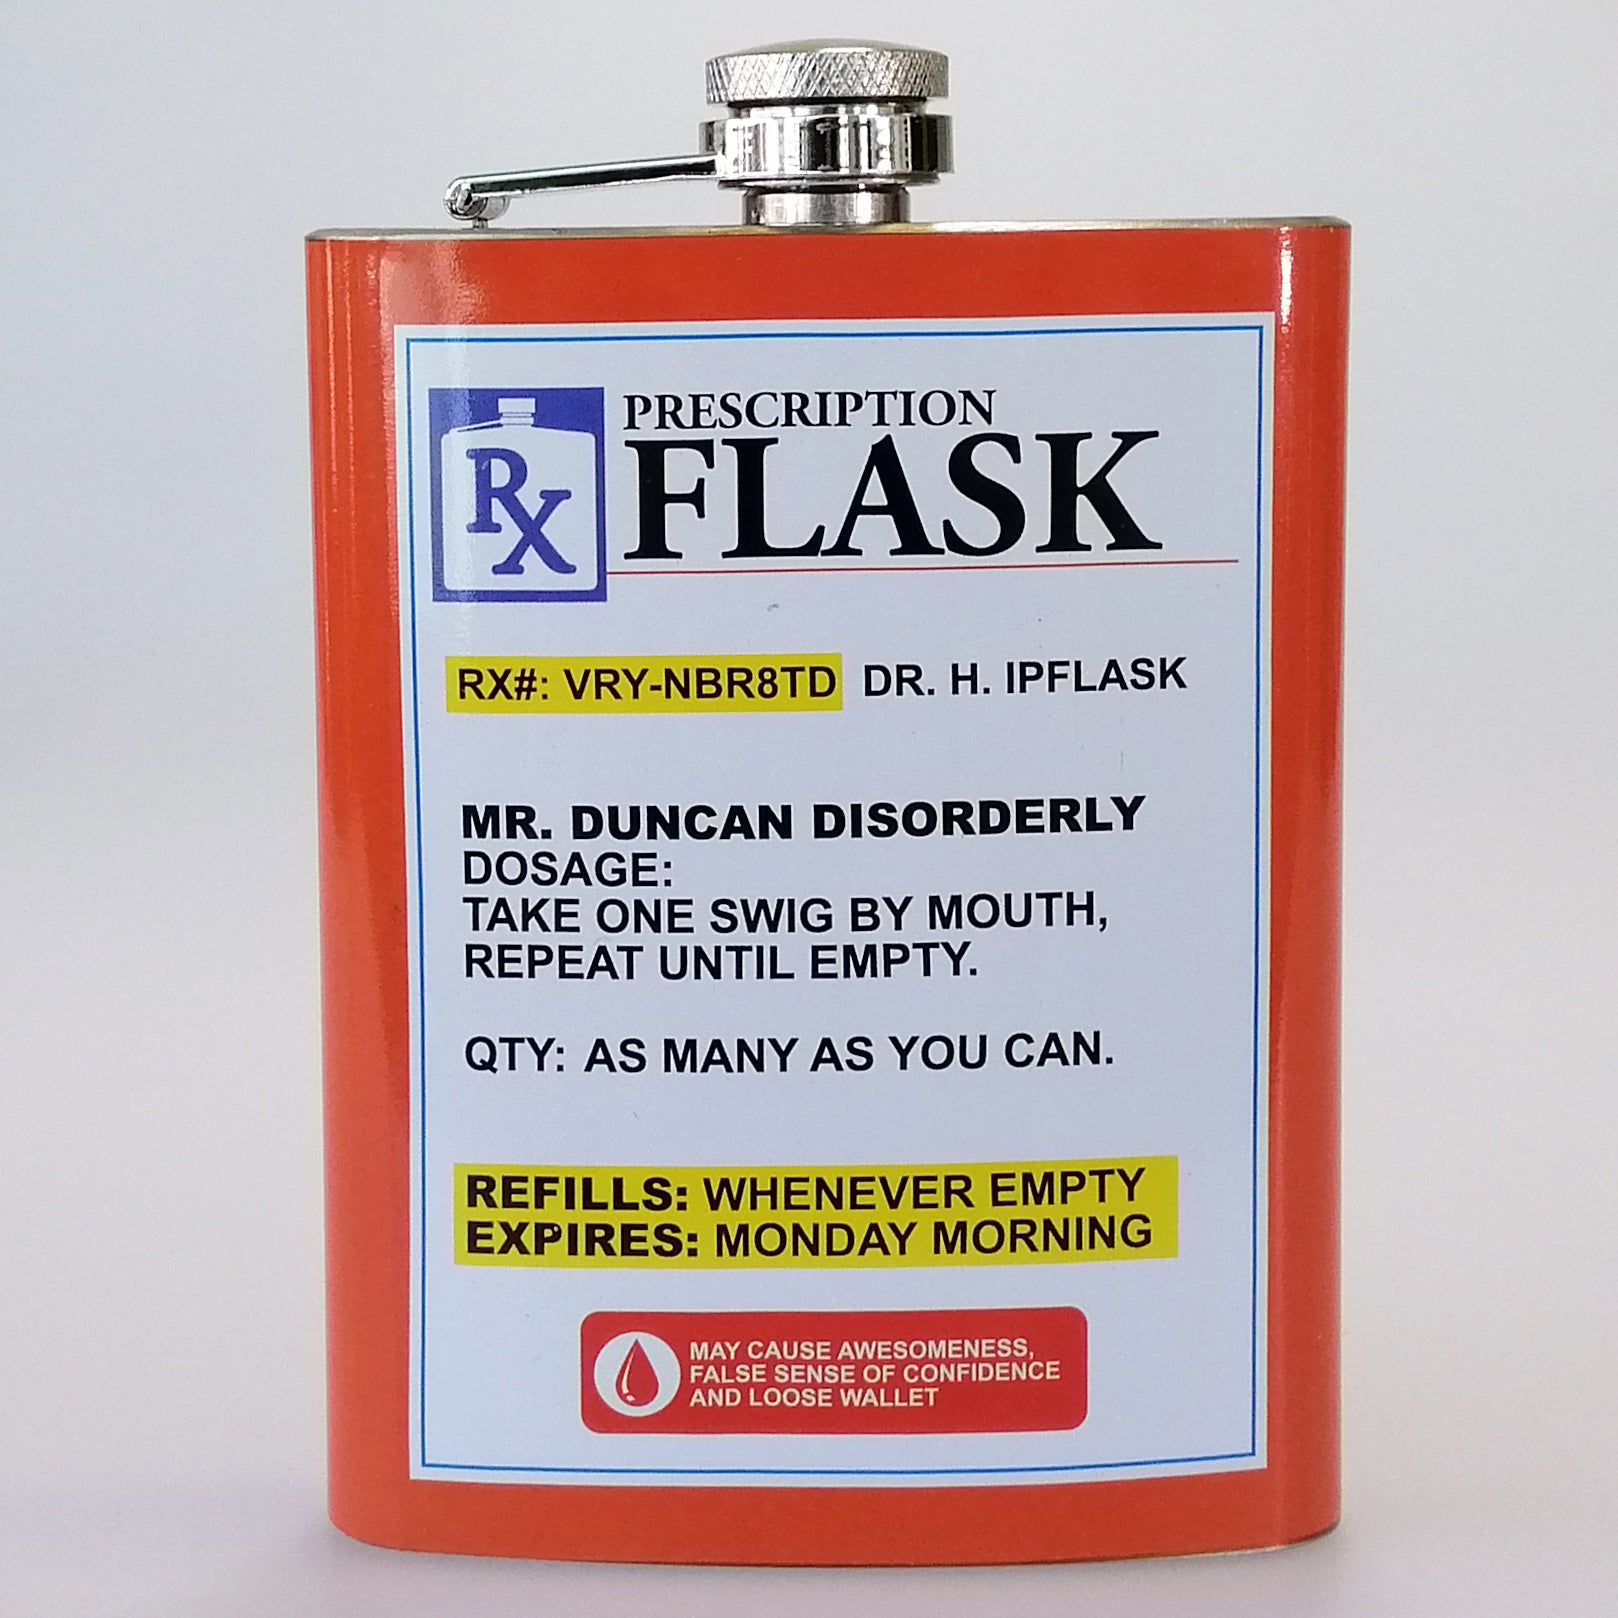 RX
PRESCRIPTION
FLASK
RX#: VRY-NBR8TD DR. H. IPFLASK
MR. DUNCAN DISORDERLY
DOSAGE:
TAKE ONE SWIG BY MOUTH,
REPEAT UNTIL EMPTY.
QTY: AS MANY AS YOU CAN.
REFILLS: WHENEVER EMPTY
EXPIRES: MONDAY MORNING
MAY CAUSE AWESOMENESS,
FALSE SENSE OF CONFIDENCE
AND LOOSE WALLET